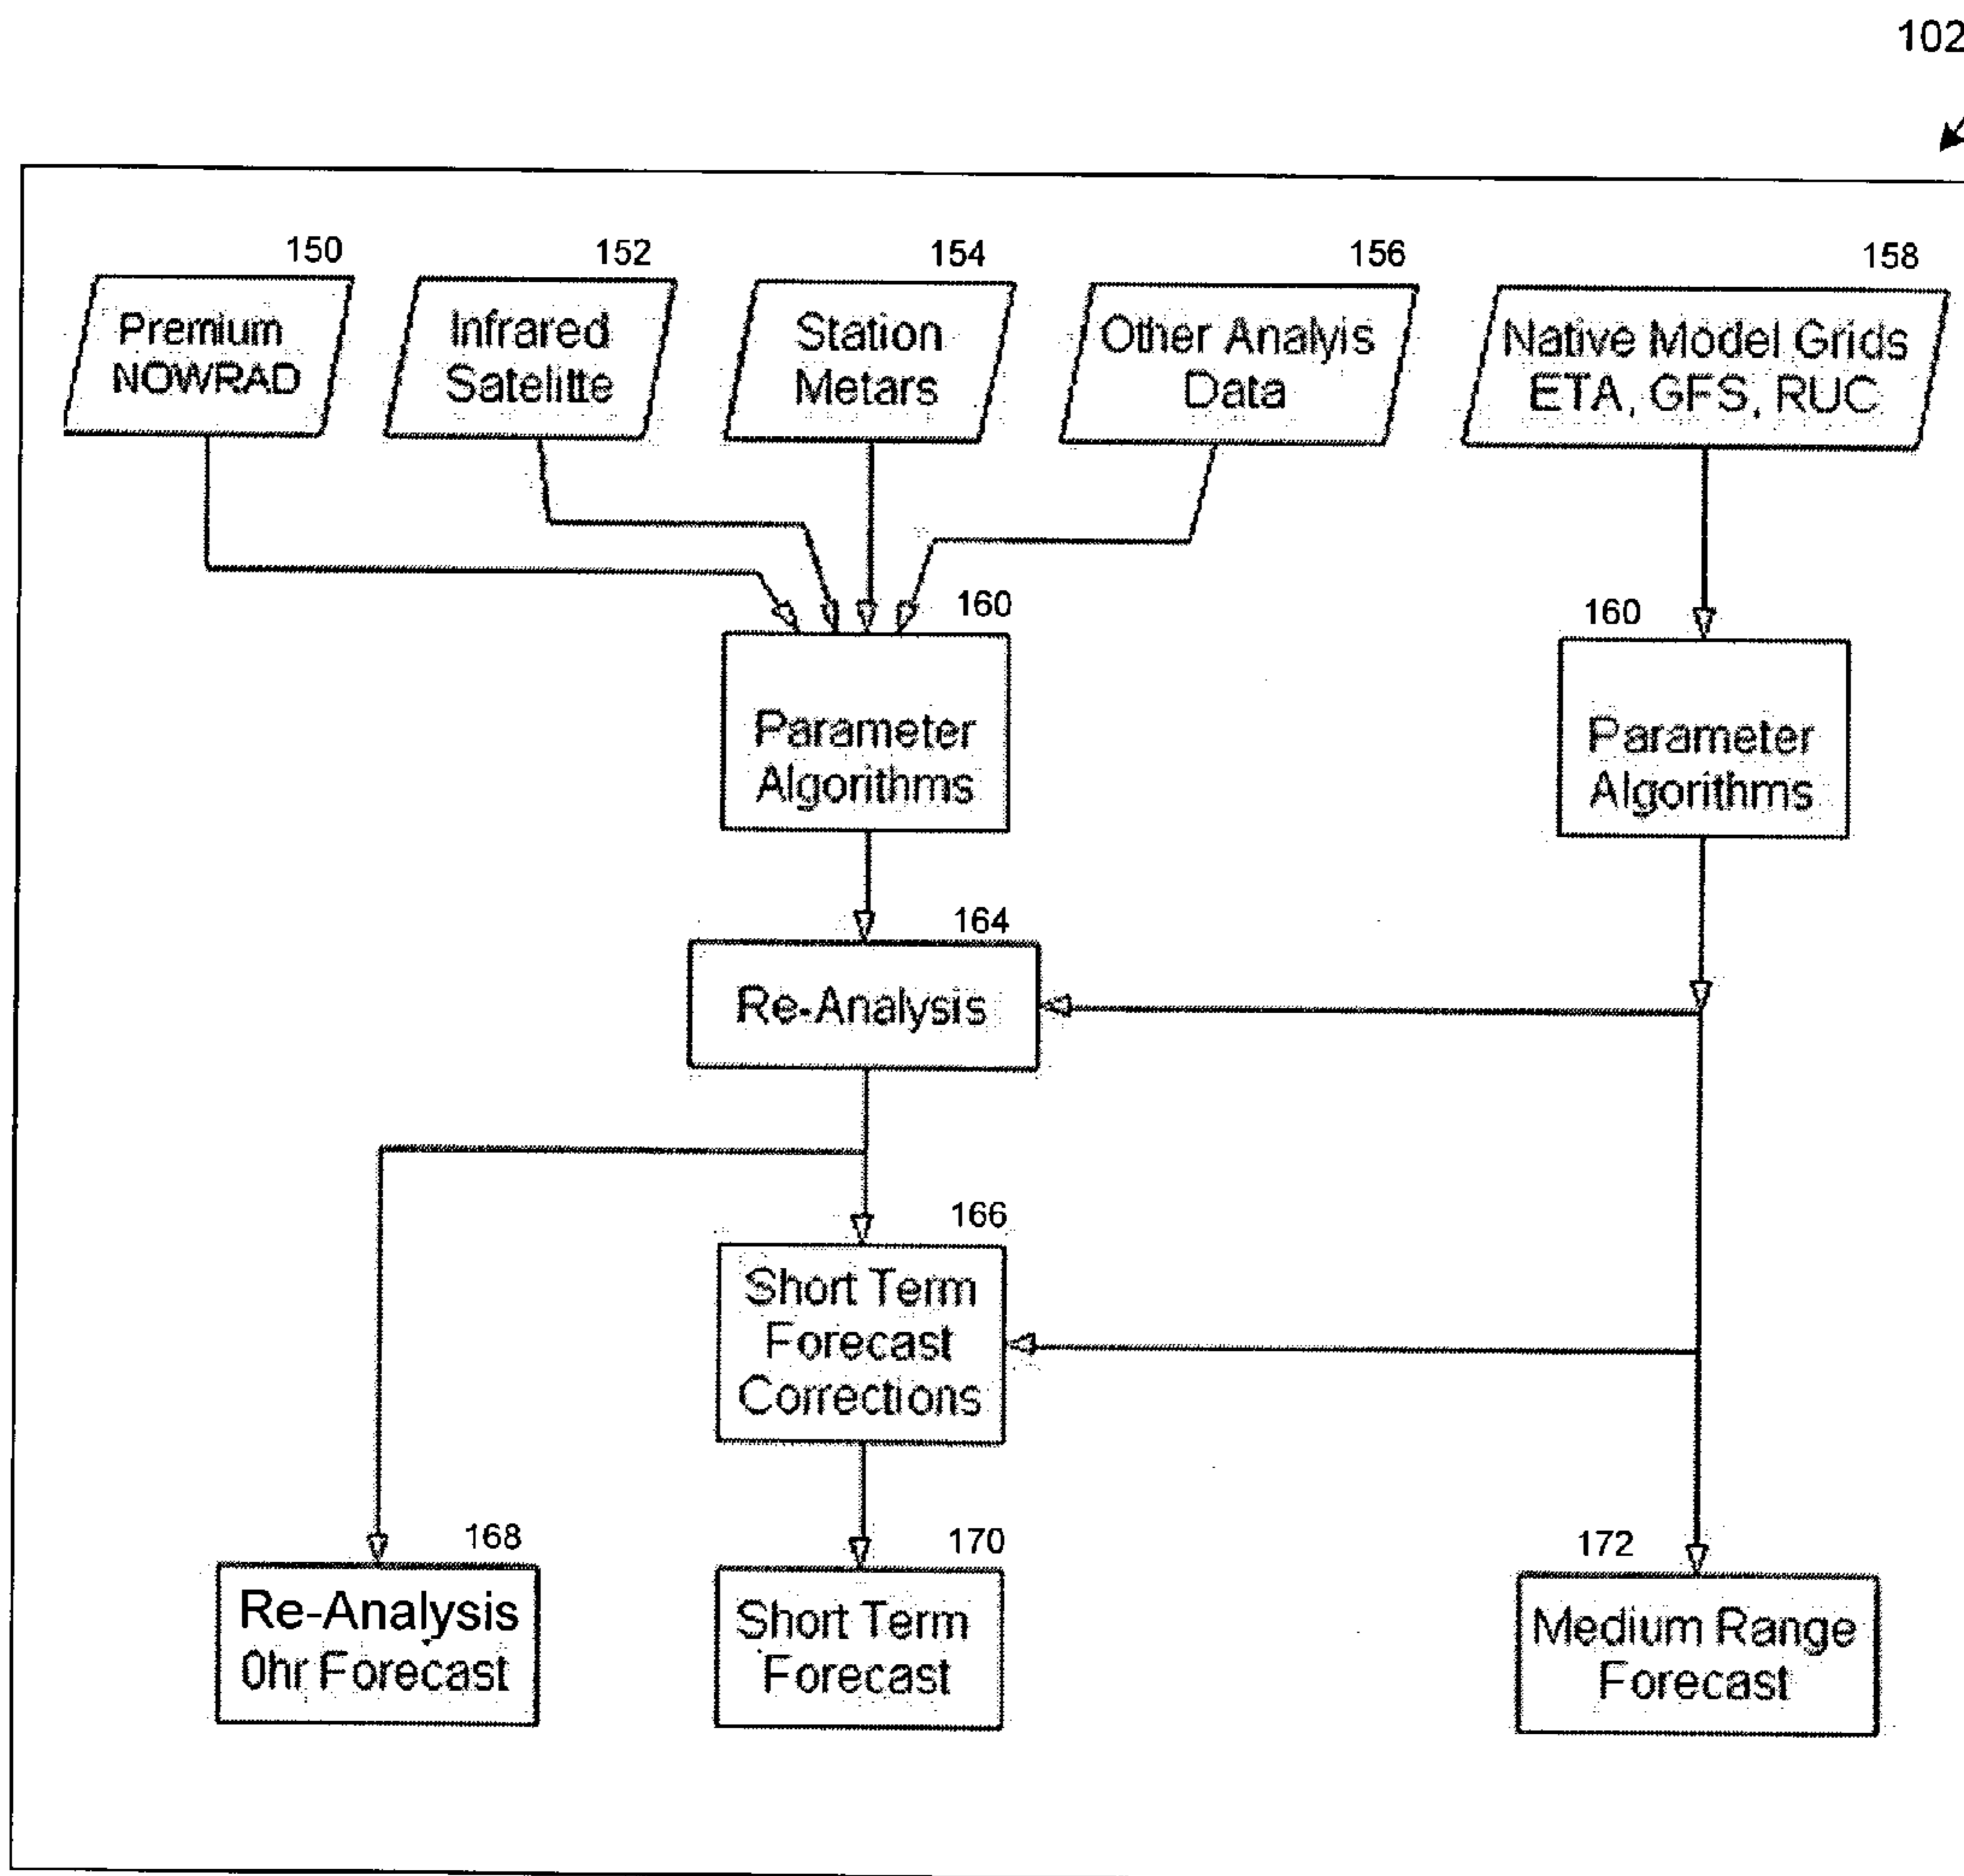 102
150
Premium
NOWRAD
152
Infrared
Satelitte
154
Station
Metars
156
Other Analyis
Data
158
Native Model Grids
ETA, GFS, RUC
160
Parameter
Algorithms
160
Parameter
Algorithms
164
Re-Analysis
166
Short Term
Forecast
Corrections
168
Re-Analysis
0hr Forecast
170
Short Term
Forecast
172
Medium Range
Forecast